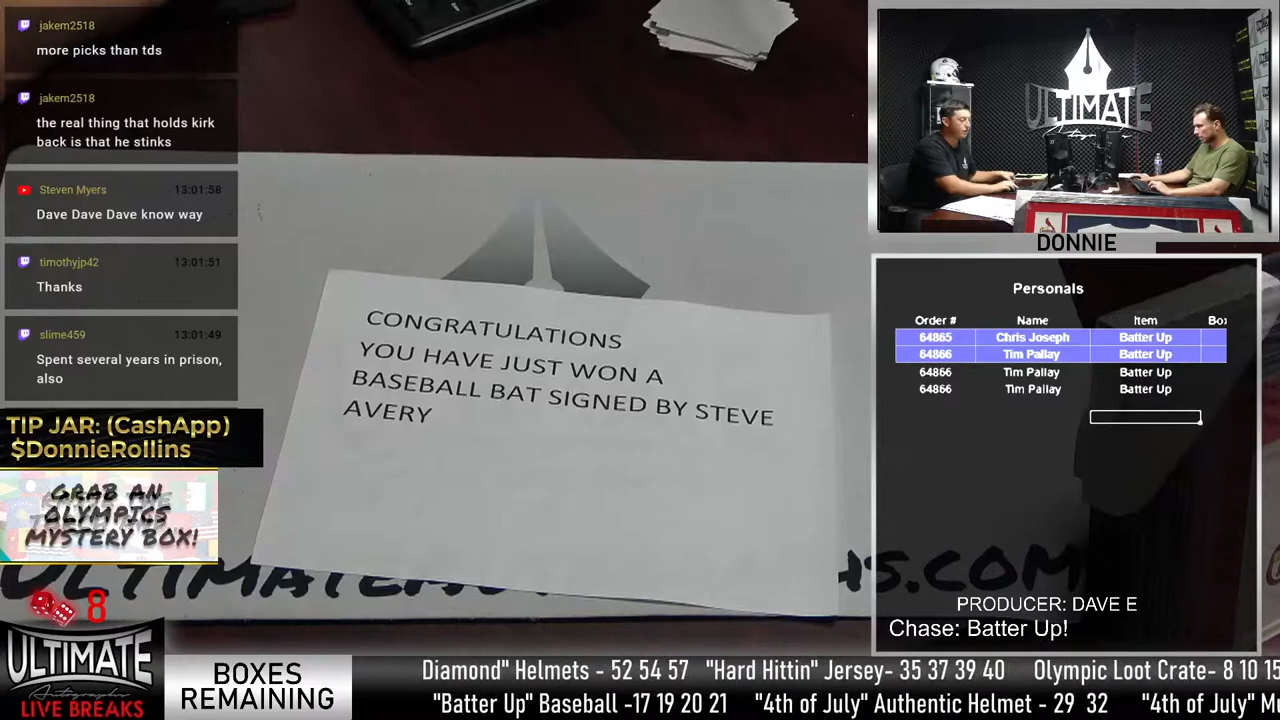 jakem2518
more picks than tds
jakem2518
the real thing that holds kirk
back is that he stinks
Steven Myers 13:01:58
Dave Dave Dave know way
timothyjp42 13:01:51
Thanks
slime459 13:01:49
Spent several years in prison,
also
TIP JAR: (CashApp)
$DonnieRollins
GRAB AN
OLYMPICS
MYSTERY BOX!
8
ULTIMATE
Autographs
LIVE BREAKS
CONGRATULATIONS
YOU HAVE JUST WON A
BASEBALL BAT SIGNED BY STEVE
AVERY
ULTIMATE
DONNIE
Personals
Order # Name Item
64865 Chris Joseph Batter Up
64866 Tim Pallay Batter Up
64866 Tim Pallay Batter Up
64866 Tim Pallay Batter Up
PRODUCER: DAVE E
Chase: Batter Up!
BOXES
REMAINING
Diamond" Helmets - 52 54 57 "Hard Hittin" Jersey- 35 37 39 40 Olympic Loot Crate- 8 10 15
"Batter Up" Baseball -17 19 20 21 "4th of July" Authentic Helmet - 29 32 "4th of July"